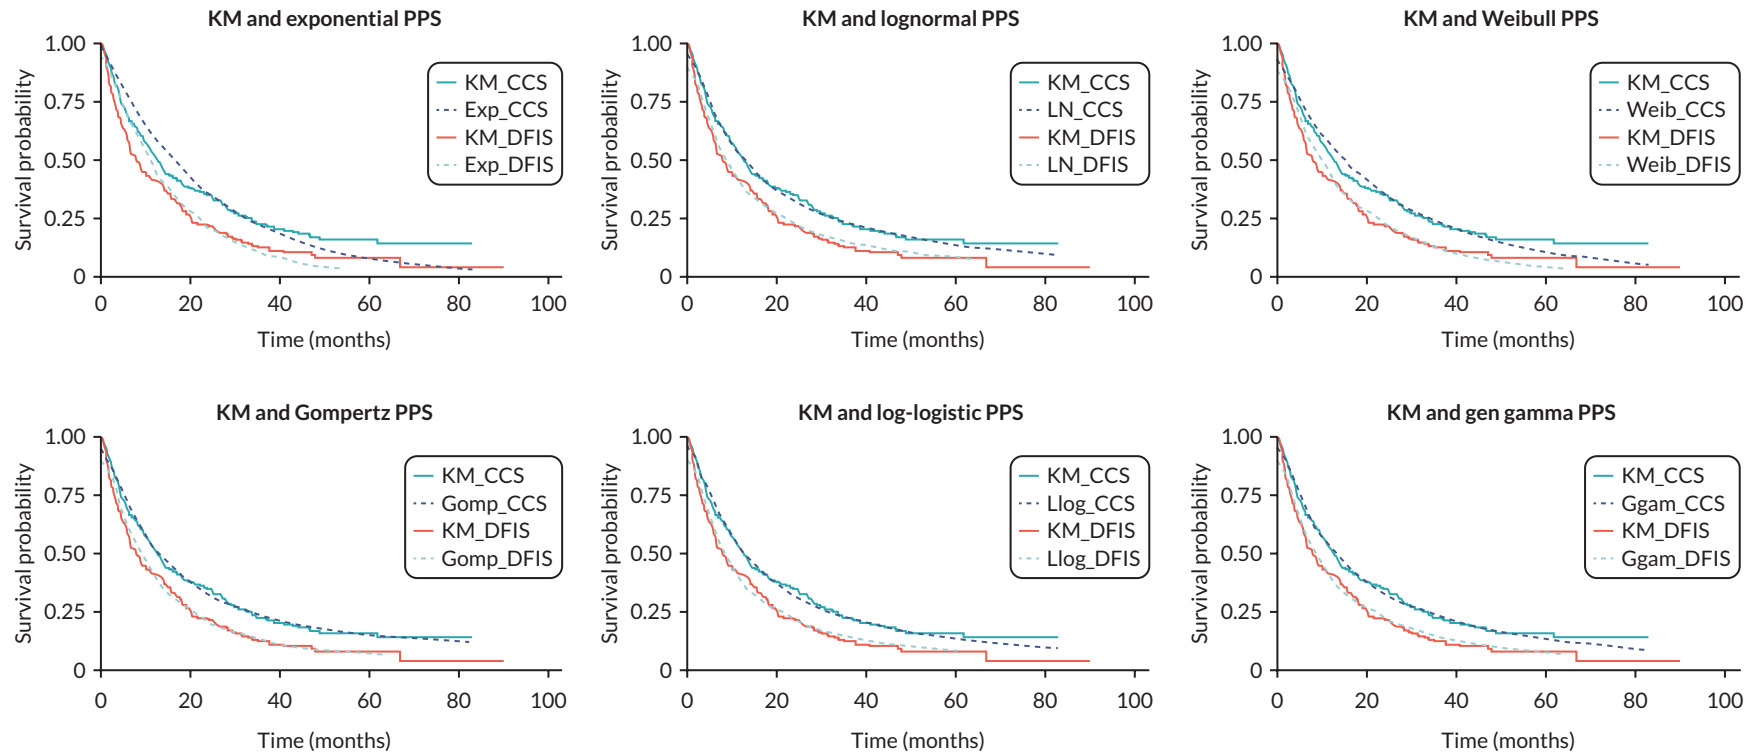 KM and exponential PPS
Survival probability
1.00
0.75
0.50
0.25
0
0 20 40 60 80 100
Time (months)
KM_CCS
Exp_CCS
KM_DFIS
Exp_DFIS
KM and lognormal PPS
Survival probability
1.00
0.75
0.50
0.25
0
0 20 40 60 80 100
Time (months)
KM_CCS
LN_CCS
KM_DFIS
LN_DFIS
KM and Weibull PPS
Survival probability
1.00
0.75
0.50
0.25
0
0 20 40 60 80 100
Time (months)
KM_CCS
Weib_CCS
KM_DFIS
Weib_DFIS
KM and Gompertz PPS
Survival probability
1.00
0.75
0.50
0.25
0
0 20 40 60 80 100
Time (months)
KM_CCS
Gomp_CCS
KM_DFIS
Gomp_DFIS
KM and log-logistic PPS
Survival probability
1.00
0.75
0.50
0.25
0
0 20 40 60 80 100
Time (months)
KM_CCS
Llog_CCS
KM_DFIS
Llog_DFIS
KM and gen gamma PPS
Survival probability
1.00
0.75
0.50
0.25
0
0 20 40 60 80 100
Time (months)
KM_CCS
Ggam_CCS
KM_DFIS
Ggam_DFIS